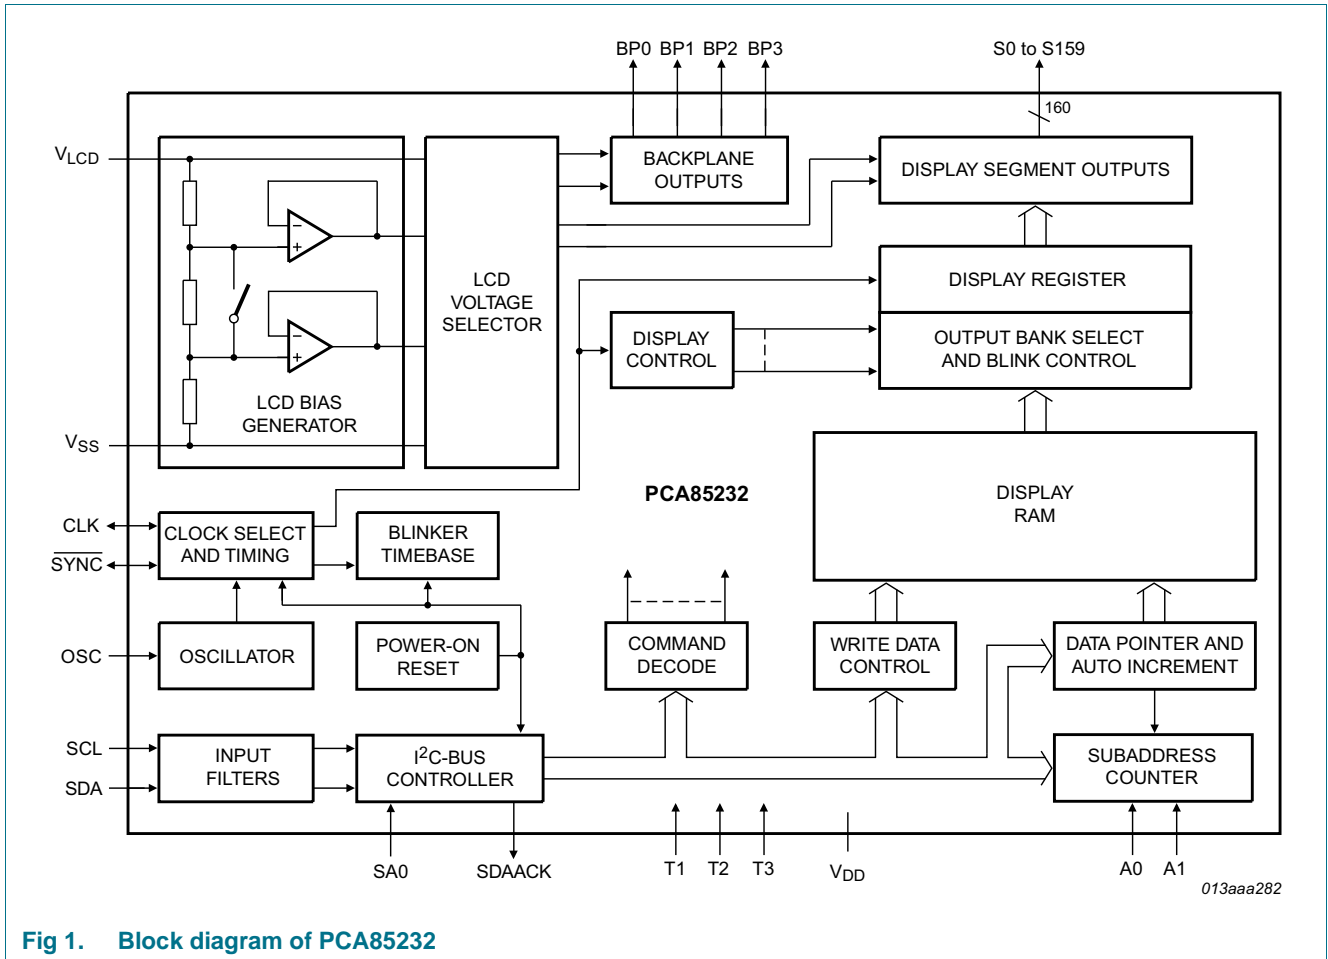 BP0 BP1 BP2 BP3
S0 to S159
160
VLCD
BACKPLANE
OUTPUTS
DISPLAY SEGMENT OUTPUTS
−
+
LCD
VOLTAGE
SELECTOR
DISPLAY REGISTER
−
+
DISPLAY
CONTROL
OUTPUT BANK SELECT
AND BLINK CONTROL
LCD BIAS
GENERATOR
VSS
PCA85232
DISPLAY
RAM
CLK
SYNC
CLOCK SELECT
AND TIMING
BLINKER
TIMEBASE
OSC
OSCILLATOR
POWER-ON
RESET
COMMAND
DECODE
WRITE DATA
CONTROL
DATA POINTER AND
AUTO INCREMENT
SCL
SDA
INPUT
FILTERS
I2C-BUS
CONTROLLER
SUBADDRESS
COUNTER
SA0
SDAACK
T1
T2
T3
VDD
A0
A1
013aaa282
Fig 1. Block diagram of PCA85232